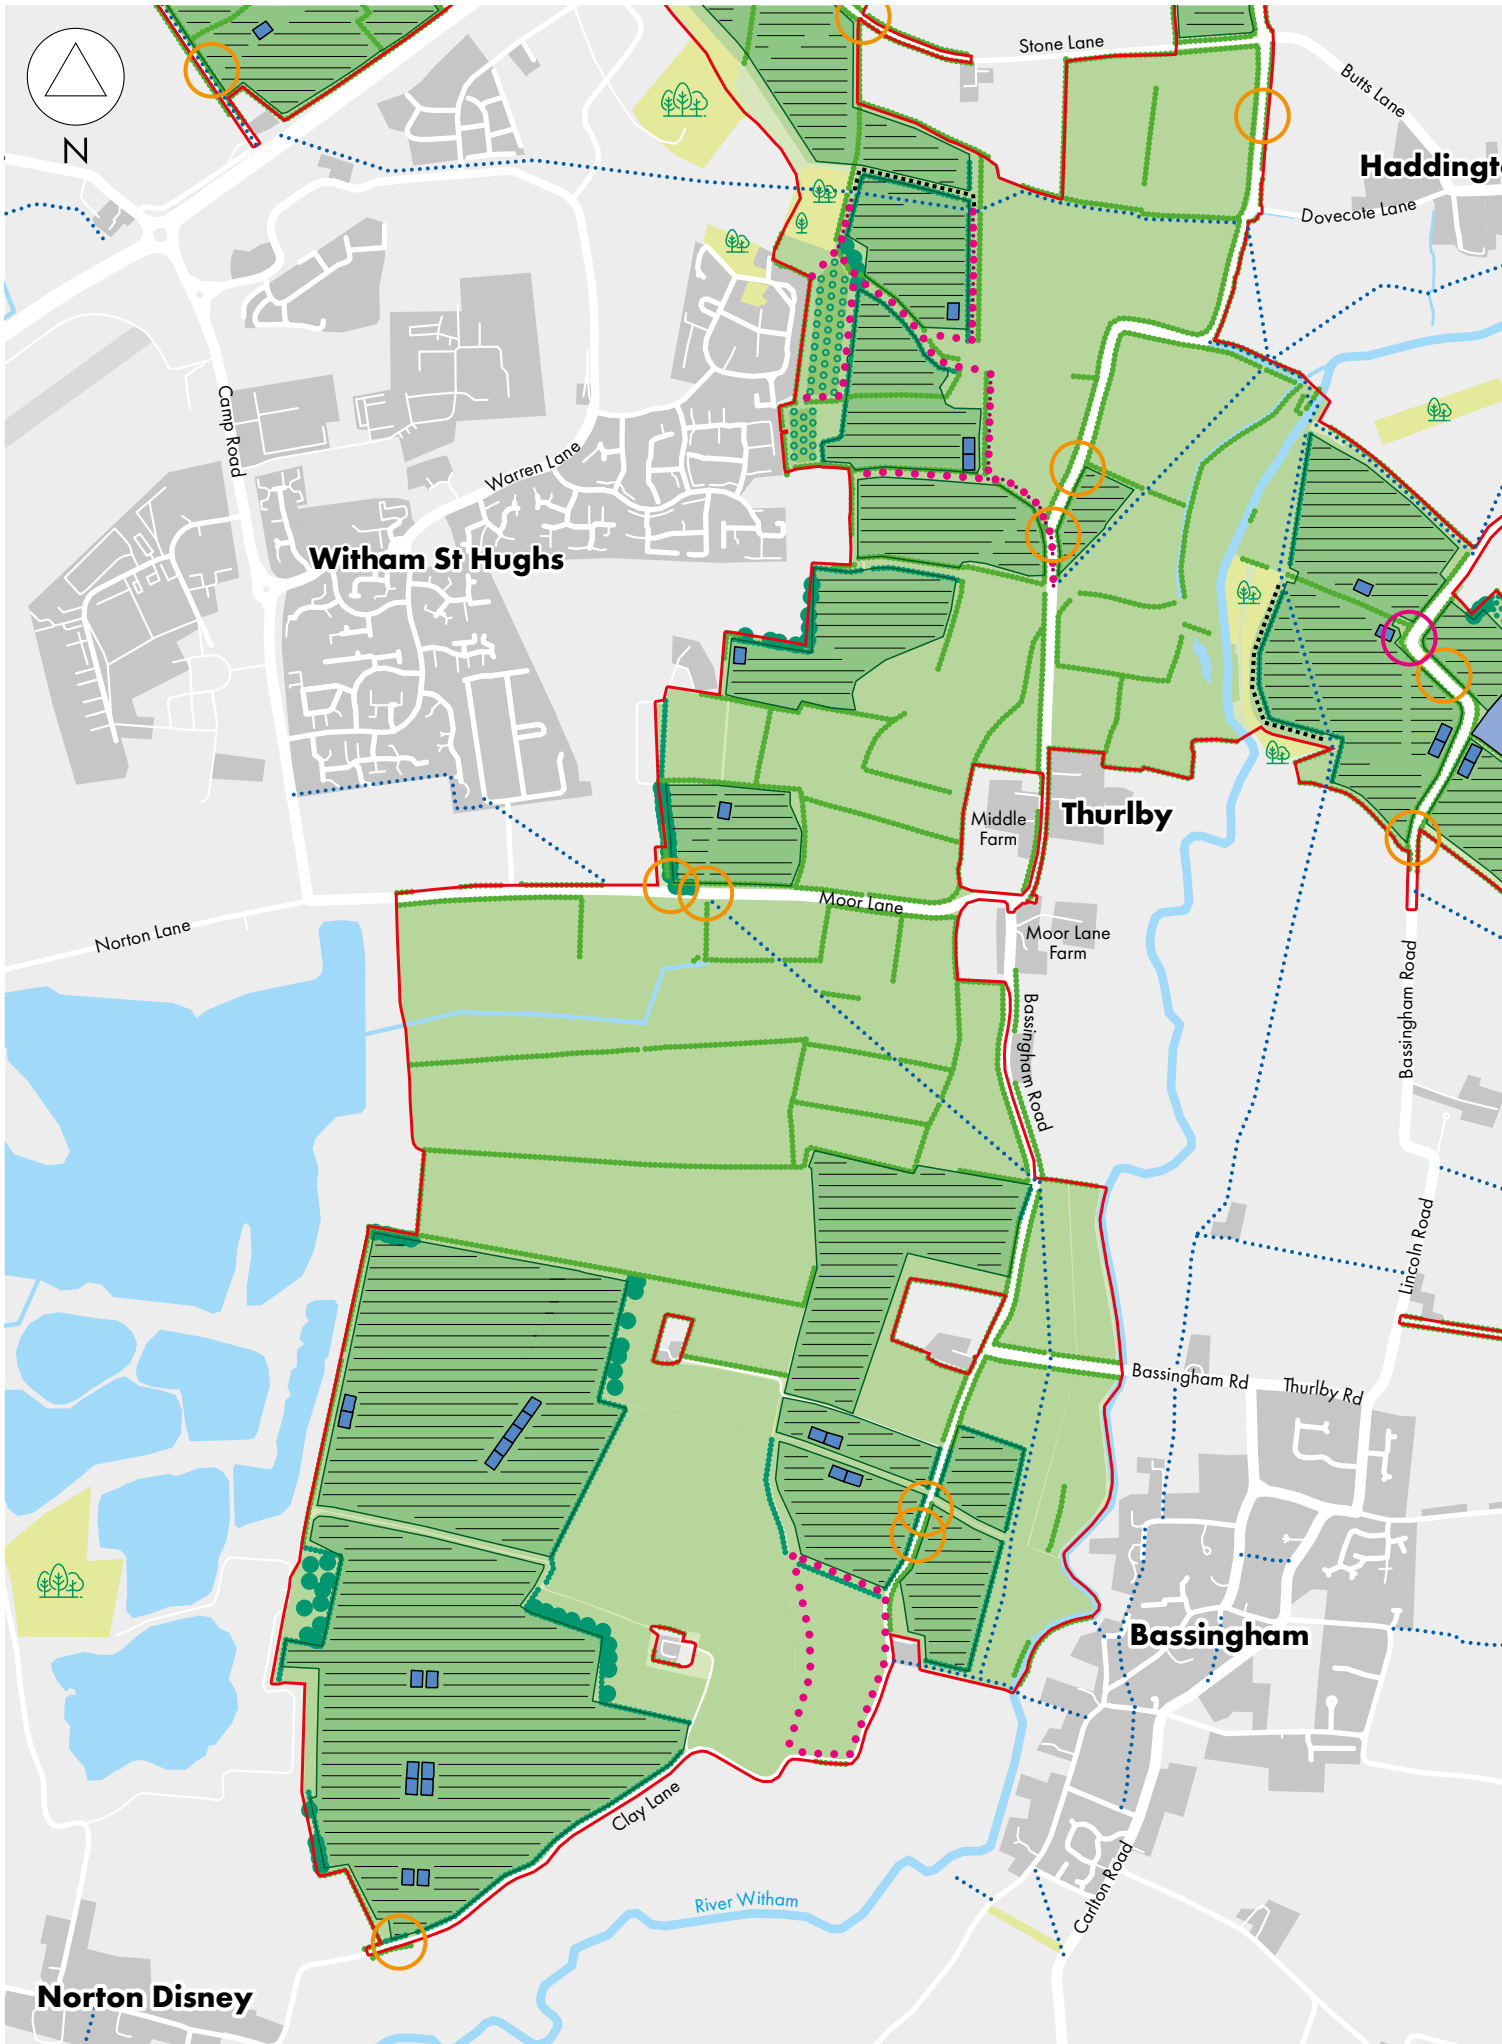 Stone Lane
Butts Lane
N
Haddingt
Dovecote Lane
Camp Road
Warren Lane
Witham St Hughs
Middle
Farm
Thurlby
Moor Lane
Norton Lane
Moor Lane
Farm
Bassingham Road
Bassingham Road
Lincoln Road
Bassingham Rd
Thurlby Rd
Bassingham
Clay Lane
River Witham
Carlton Road
Norton Disney